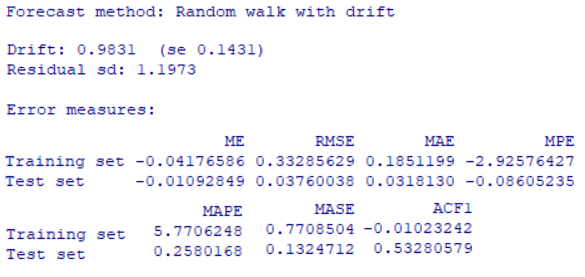 Forecast method: Random walk with drift
Drift: 0.9831 (se 0.1431)
Residual sd: 1.1973
Error measures:
ME RMSE MAE MPE
Training set -0.04176586 0.33285629 0.1851199 -2.92576427
Test set -0.01092849 0.03760038 0.0318130 -0.08605235
MAPE MASE ACF1
Training set 5.7706248 0.7708504 -0.01023242
Test set 0.2580168 0.1324712 0.53280579